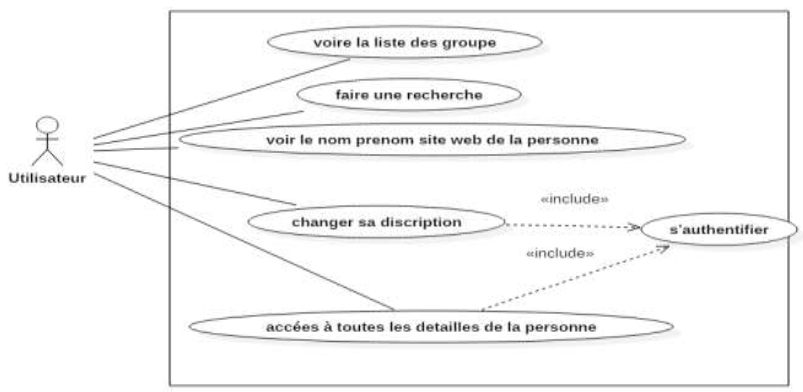 voire la liste des groupe
faire une recherche
voir le nom prenom site web de la personne
Utilisateur
«include»
changer sa discription
s'authentifier
«include»
accées à toutes les detailles de la personne